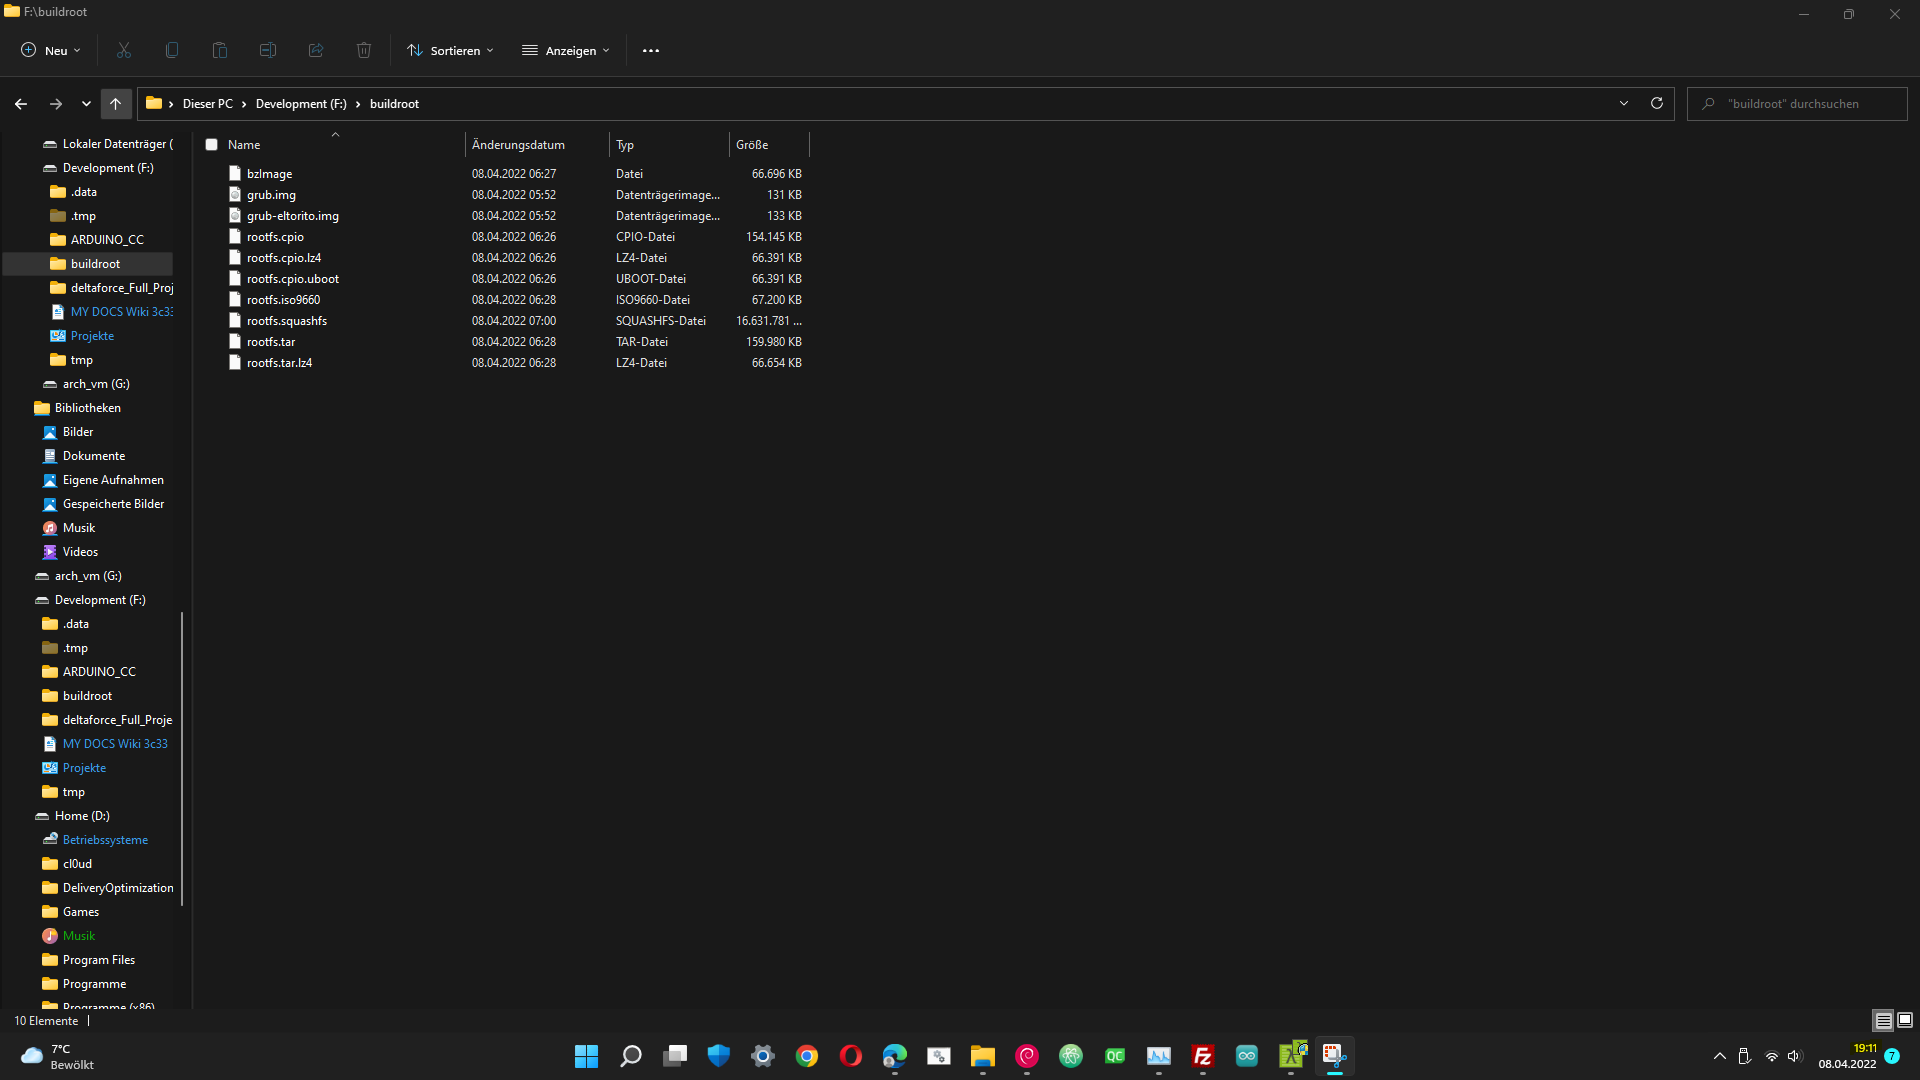 F:\buildroot
Neu
Sortieren
Anzeigen
Dieser PC
Development (F:)
buildroot
"buildroot" durchsuchen
Lokaler Datenträger (
Development (F:)
.data
.tmp
ARDUINO_CC
buildroot
deltaforce_Full_Proj
MY DOCS Wiki 3c33
Projekte
tmp
arch_vm (G:)
Bibliotheken
Bilder
Dokumente
Eigene Aufnahmen
Gespeicherte Bilder
Musik
Videos
arch_vm (G:)
Development (F:)
.data
.tmp
ARDUINO_CC
buildroot
deltaforce_Full_Proje
MY DOCS Wiki 3c33
Projekte
tmp
Home (D:)
Betriebssysteme
cl0ud
DeliveryOptimization
Games
Musik
Program Files
Programme
Programme (x86)
Name Änderungsdatum Typ Größe
bzImage 08.04.2022 06:27 Datei 66.696 KB
grub.img 08.04.2022 05:52 Datenträgerimage... 131 KB
grub-eltorito.img 08.04.2022 05:52 Datenträgerimage... 133 KB
rootfs.cpio 08.04.2022 06:26 CPIO-Datei 154.145 KB
rootfs.cpio.lz4 08.04.2022 06:26 LZ4-Datei 66.391 KB
rootfs.cpio.uboot 08.04.2022 06:26 UBOOT-Datei 66.391 KB
rootfs.iso9660 08.04.2022 06:28 ISO9660-Datei 67.200 KB
rootfs.squashfs 08.04.2022 07:00 SQUASHFS-Datei 16.631.781 ...
rootfs.tar 08.04.2022 06:28 TAR-Datei 159.980 KB
rootfs.tar.lz4 08.04.2022 06:28 LZ4-Datei 66.654 KB
10 Elemente
7°C
Bewölkt
QC
FZ
19:11
08.04.2022
7